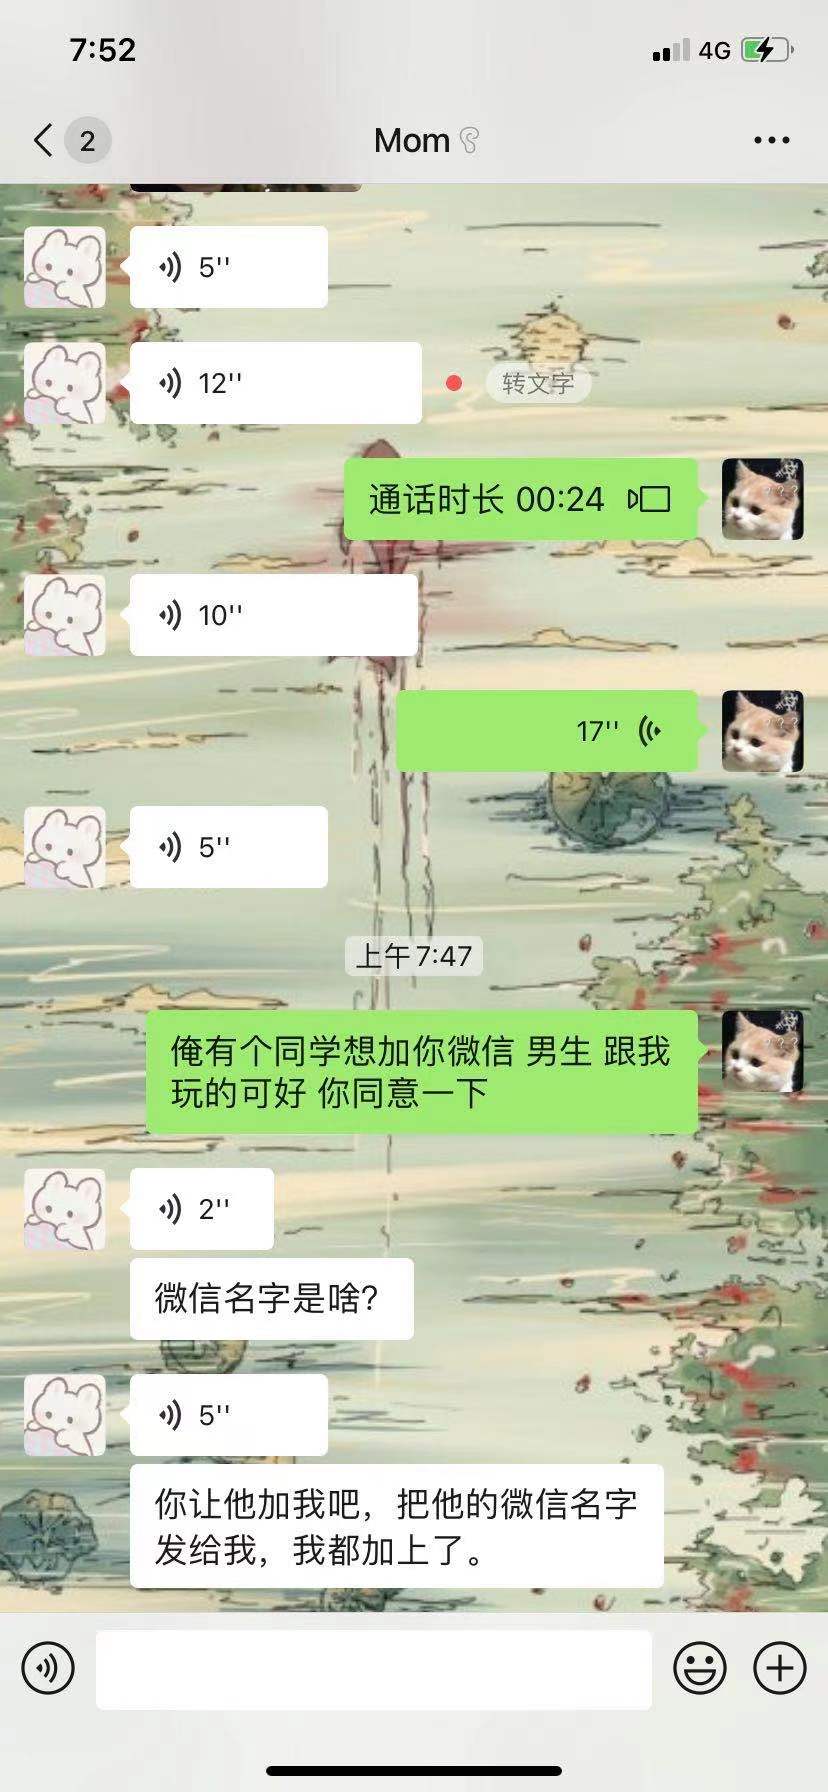 7:52
4G
2
Mom
5''
12''
转文字
通话时长 00:24
10''
17''
5''
上午 7:47
俺有个同学想加你微信 男生 跟我
玩的可好 你同意一下
2''
微信名字是啥?
5''
你让他加我吧，把他的微信名字
发给我，我都加上了。